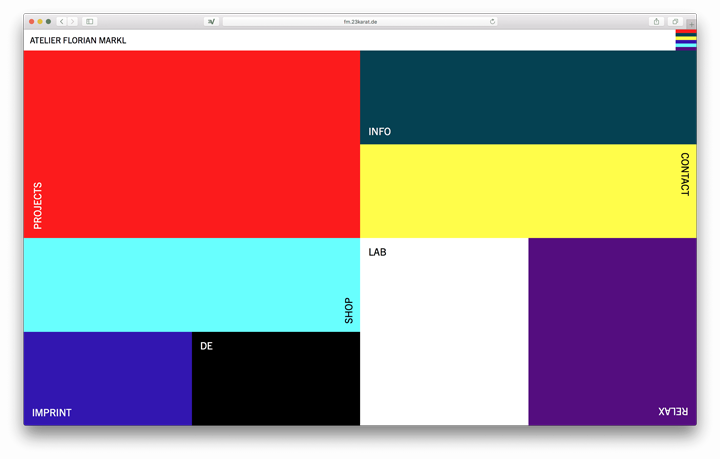 fm.23karat.de
ATELIER FLORIAN MARKL
PROJECTS
INFO
CONTACT
SHOP
LAB
IMPRINT
DE
RELAX